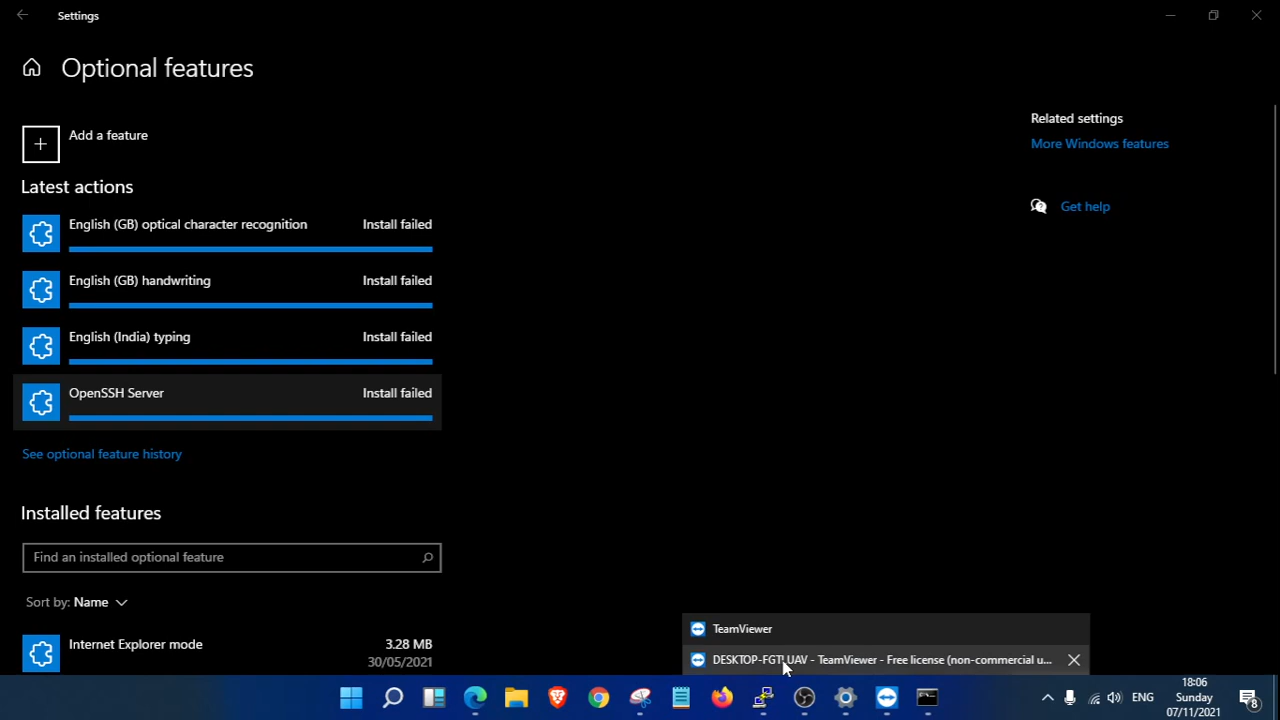 Settings
Optional features
Add a feature
Latest actions
English (GB) optical character recognition Install failed
English (GB) handwriting Install failed
English (India) typing Install failed
OpenSSH Server Install failed
See optional feature history
Installed features
Find an installed optional feature
Sort by: Name
Internet Explorer mode 3.28 MB
30/05/2021
Related settings
More Windows features
Get help
TeamViewer
TeamViewer - Free license (non-commercial u...
ENG
18:06
Sunday
07/11/2021
8